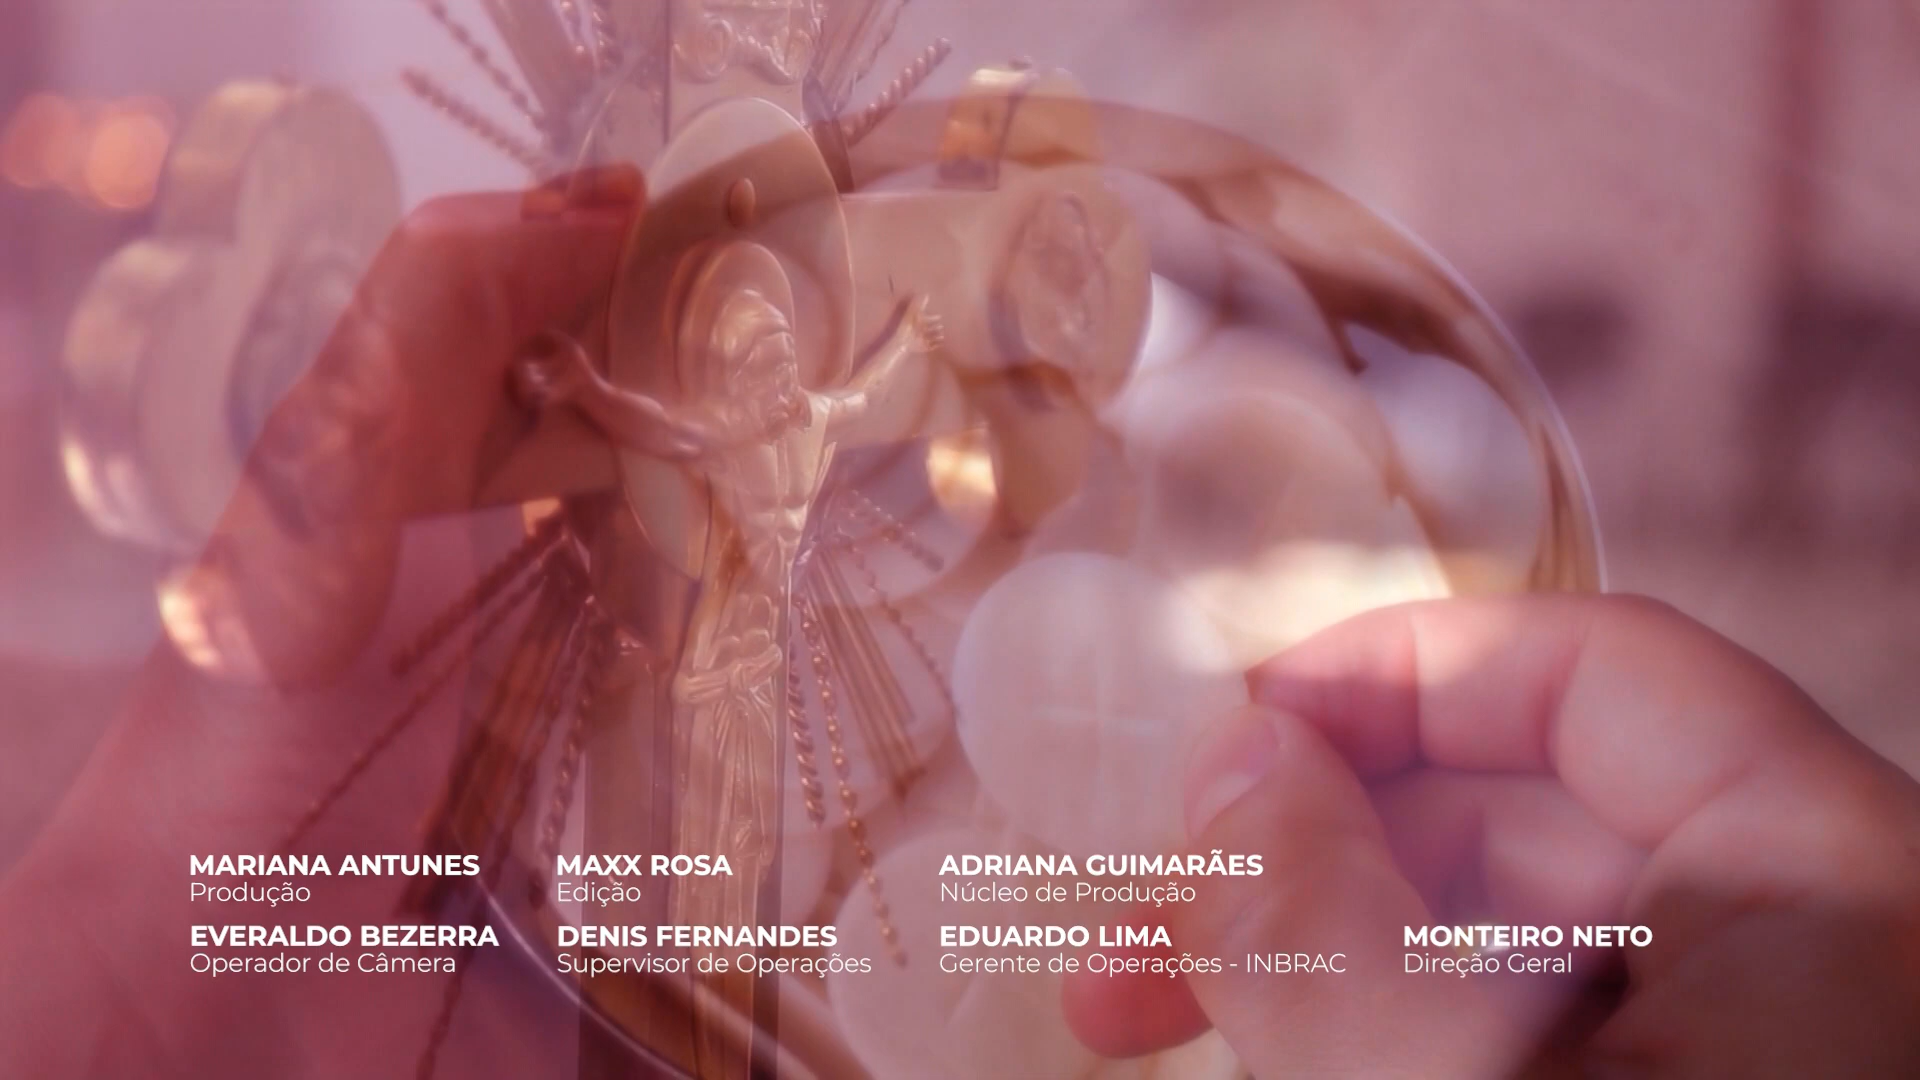 MARIANA ANTUNES
Produção
MAXX ROSA
Edição
ADRIANA GUIMARÃES
Núcleo de Produção
EVERALDO BEZERRA
Operador de Câmera
DENIS FERNANDES
Supervisor de Operações
EDUARDO LIMA
Gerente de Operações - INBRAC
MONTEIRO NETO
Direção Geral